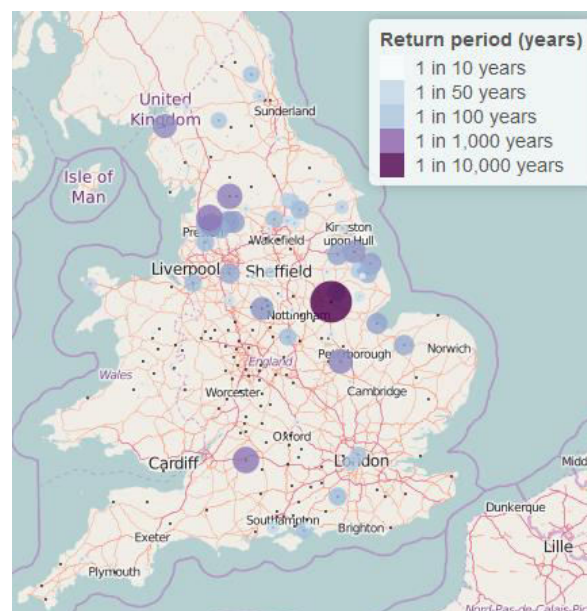 Return period (years)
1 in 10 years
1 in 50 years
1 in 100 years
1 in 1,000 years
1 in 10,000 years
United
Kingdom
Sunderland
Isle of
Man
Kingston
upon Hull
Wakefield
Liverpool
Sheffield
Nottingham
Norwich
England
Wales
Worcester
Cambridge
Oxford
Cardiff
London
Southampton
Brighton
Exeter
Plymouth
Dunkerque
Lille